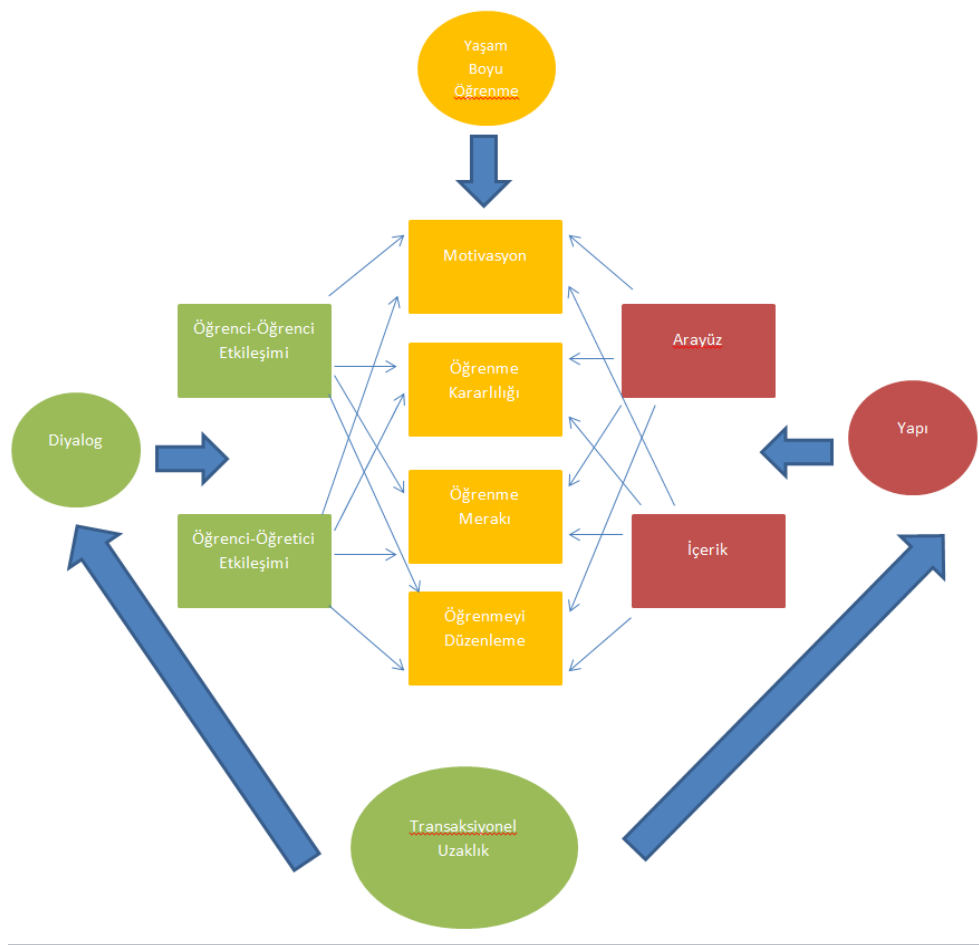 Yaşam
Boyu
Öğrenme
Motivasyon
Öğrenci-Öğrenci
Etkileşimi
Arayüz
Öğrenme
Kararlılığı
Diyalog
Yapı
Öğrenme
Merakı
Öğrenci-Öğretici
Etkileşimi
İçerik
Öğrenmeyi
Düzenleme
Transaksiyonel
Uzaklık